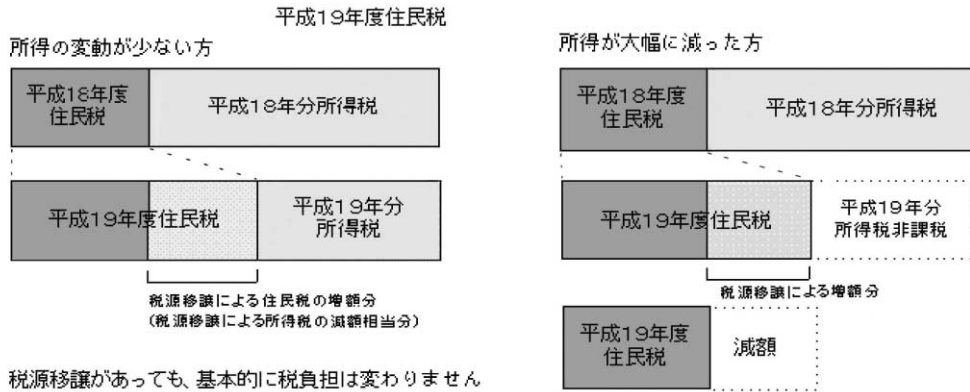 平成19年度住民税
所得の変動が少ない方
平成18年度
住民税
平成18年分所得税
平成19年度住民税
平成19年分
所得税
税源移譲による住民税の増額分
(税源移譲による所得税の減額相当分)
税源移譲があっても、基本的に税負担は変わりません
所得が大幅に減った方
平成18年度
住民税
平成18年分所得税
平成19年度住民税
平成19年分
所得税非課税
税源移譲による増額分
平成19年度
住民税
減額